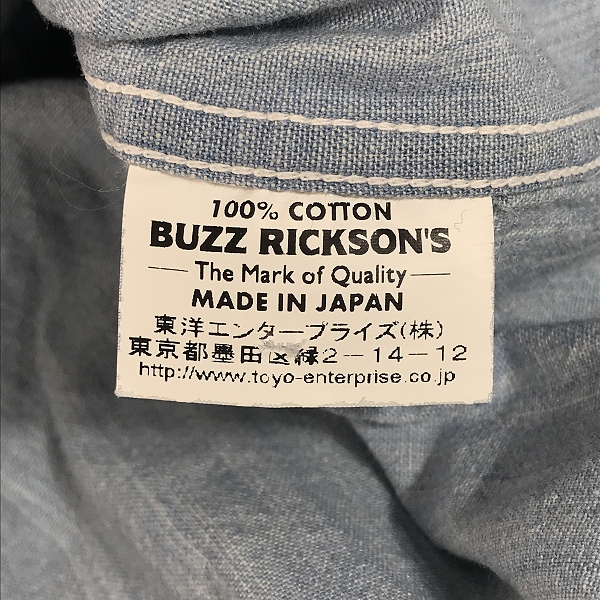 100% COTTON
BUZZ RICKSON'S
The Mark of Quality
MADE IN JAPAN
東洋エンタープライズ(株)
東京都墨田区緑2-14-12
http://www.toyo-enterprise.co.jp